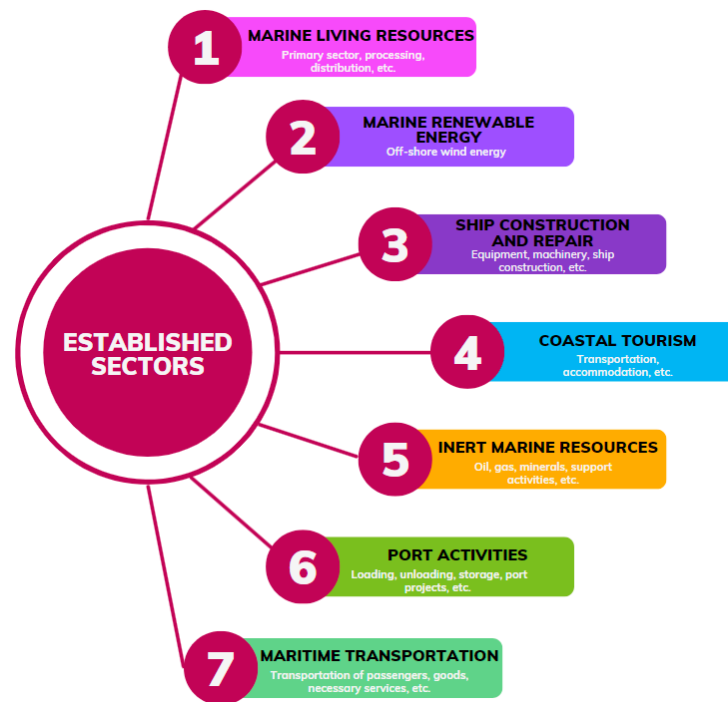 1
MARINE LIVING RESOURCES
Primary sector, processing,
distribution, etc.
2
MARINE RENEWABLE
ENERGY
Off-shore wind energy
3
SHIP CONSTRUCTION
AND REPAIR
Equipment, machinery, ship
construction, etc.
ESTABLISHED
SECTORS
4
COASTAL TOURISM
Transportation,
accommodation, etc.
5
INERT MARINE RESOURCES
Oil, gas, minerals, support
activities, etc.
6
PORT ACTIVITIES
Loading, unloading, storage, port
projects, etc.
7
MARITIME TRANSPORTATION
Transportation of passengers, goods,
necessary services, etc.